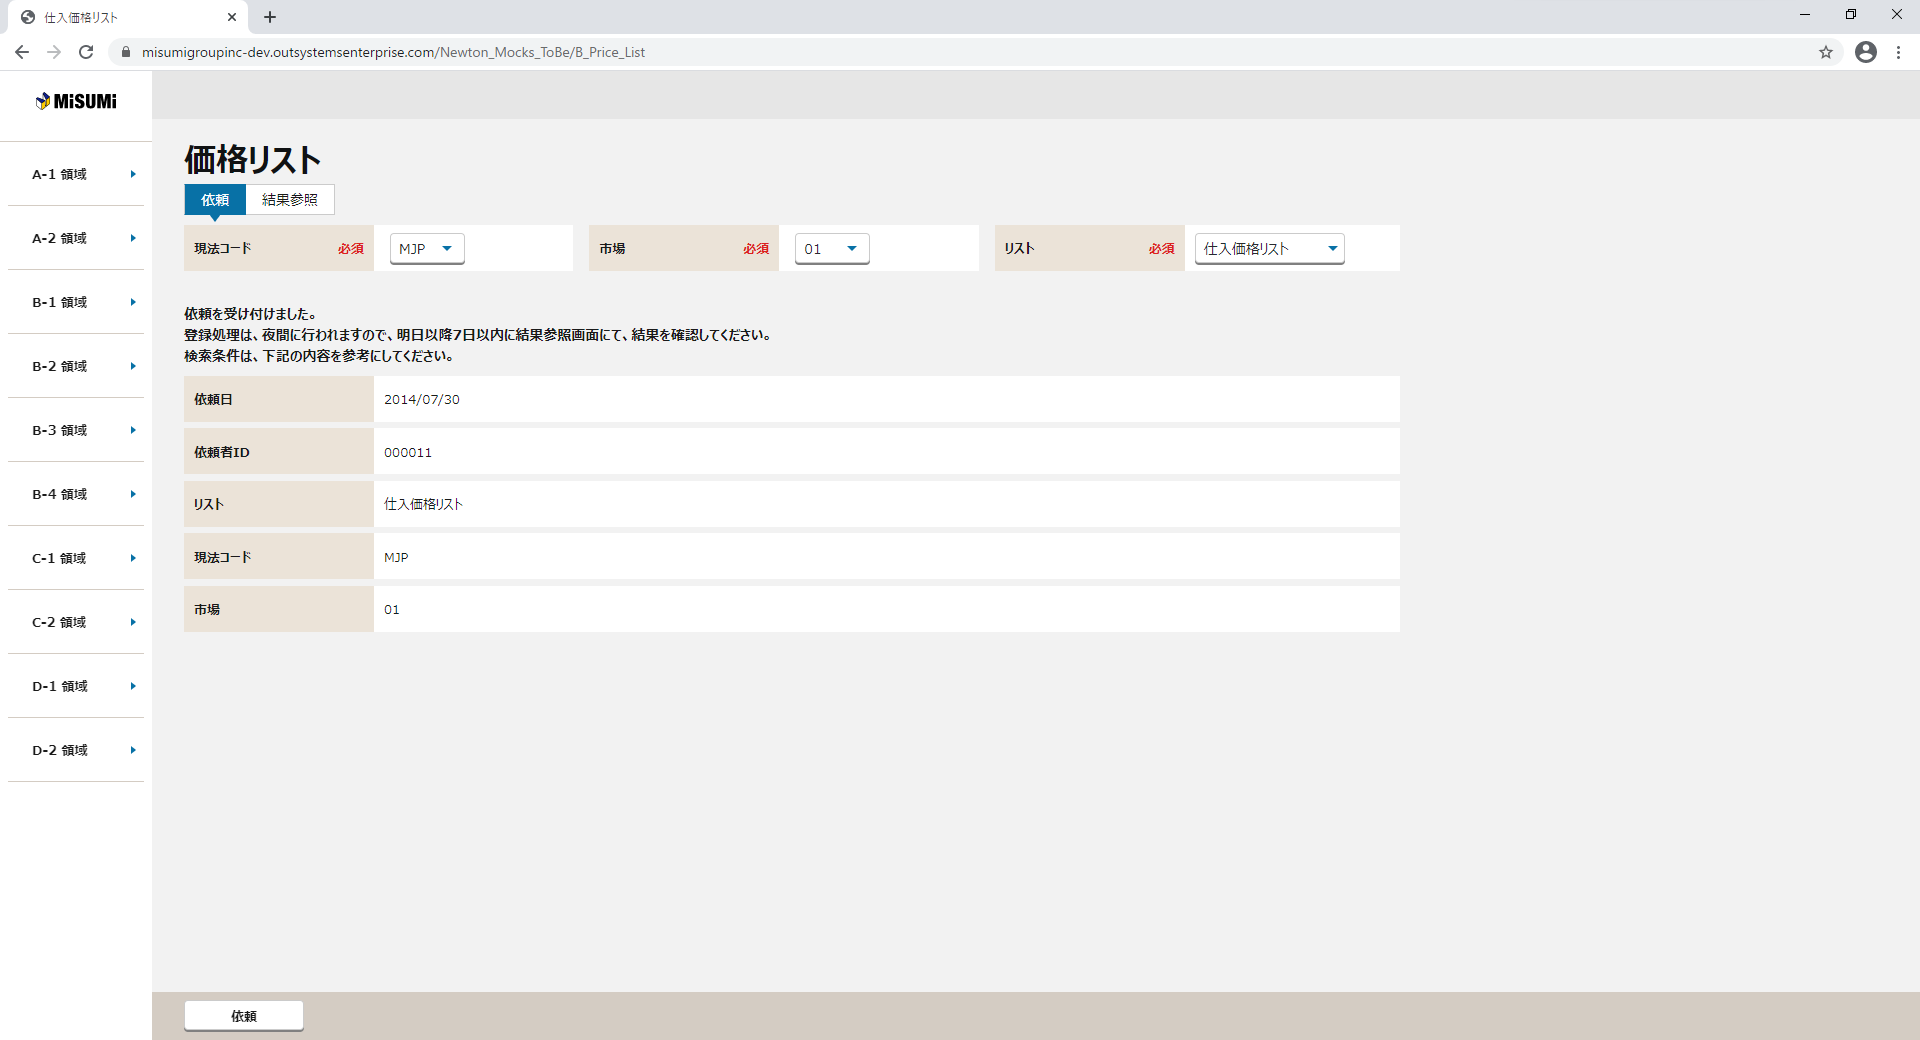 仕入価格リスト
misumigroupinc-dev.outsystemsenterprise.com/Newton_Mocks_ToBe/B_Price_List
MiSUMi
A-1 領域
A-2 領域
B-1 領域
B-2 領域
B-3 領域
B-4 領域
C-1 領域
C-2 領域
D-1 領域
D-2 領域
価格リスト
依頼 結果参照
現法コード 必須 MJP 市場 必須 01 リスト 必須 仕入価格リスト
依頼を受け付けました。
登録処理は、夜間に行われますので、明日以降7日以内に結果参照画面にて、結果を確認してください。
検索条件は、下記の内容を参考にしてください。
依頼日 2014/07/30
依頼者ID 000011
リスト 仕入価格リスト
現法コード MJP
市場 01
依頼